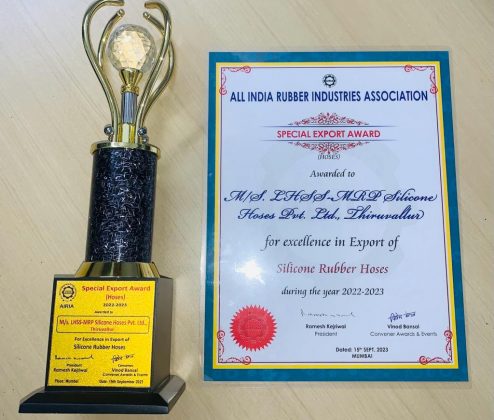 Special Export Award
(Hoses)
2022-2023
AIRIA
Awarded to
M/s. LHSS-MRP Silicone Hoses Pvt. Ltd.,
Thiruvallur
For Excellence in Export of
Silicone Rubber Hoses
President
Ramesh Kejriwal
Convenor
Vinod Bansal
Convener Awards & Events
Place: Mumbai
Date: 15th September 2023
ALL INDIA RUBBER INDUSTRIES ASSOCIATION
SPECIAL EXPORT AWARD
(HOSES)
Awarded to
M/S. LHSS-MRP Silicone
Hoses Pvt. Ltd., Thiruvallur
for excellence in Export of
Silicone Rubber Hoses
during the year 2022-2023
Ramesh Kejriwal
President
Vinod Bansal
Convener Awards & Events
Dated: 15th SEPT. 2023
MUMBAI